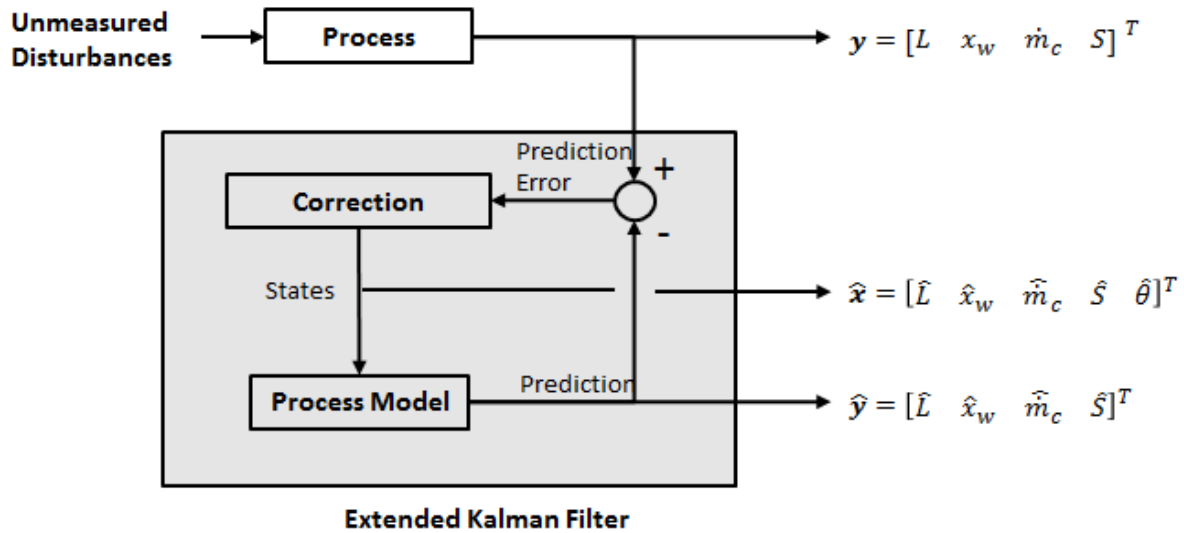 Unmeasured
Disturbances
Process
y = [L x_w ṁ_c S]^T
Prediction
Error
+
-
Correction
States
x̂ = [L̂ x̂_w ṁ̂_c Ŝ θ̂]^T
Process Model
Prediction
ŷ = [L̂ x̂_w ṁ̂_c Ŝ]^T
Extended Kalman Filter